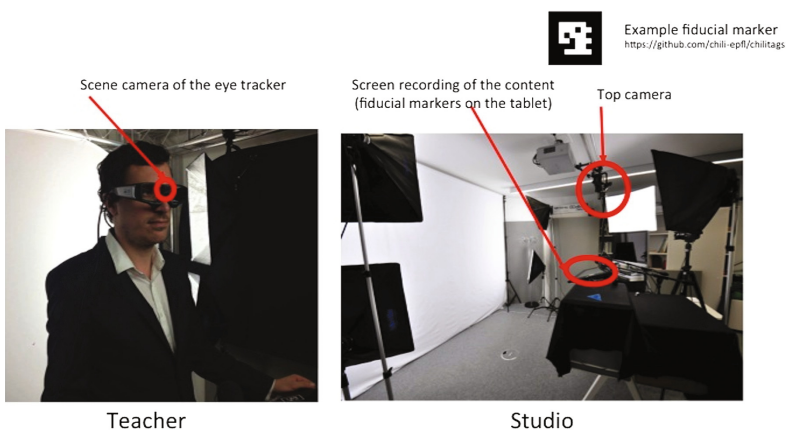 Example fiducial marker
https://github.com/chili-epfl/chilitags
Scene camera of the eye tracker
Screen recording of the content
(fiducial markers on the tablet)
Top camera
Teacher
Studio